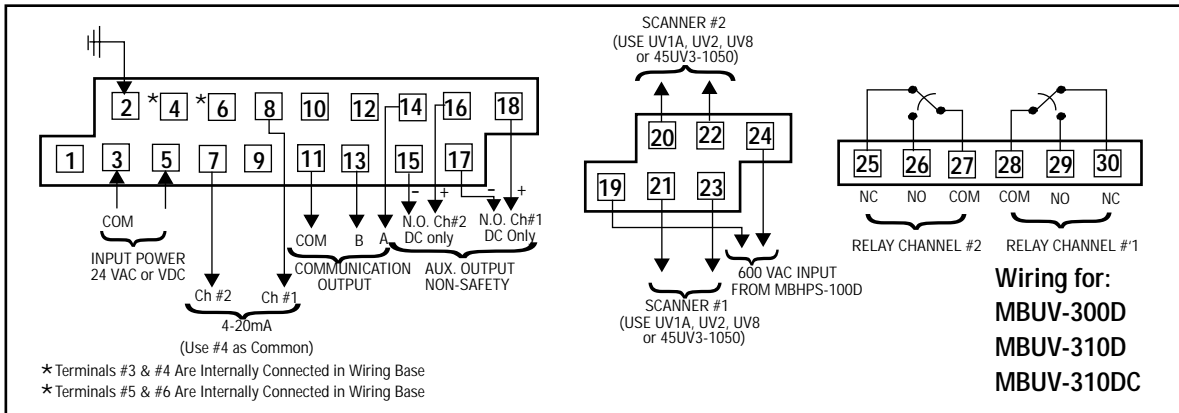 SCANNER #2
(USE UV1A, UV2, UV8
or 45UV3-1050)
2 *4 *6 8 10 12 14 16 18
1 3 5 7 9 11 13 15 17
COM
INPUT POWER
24 VAC or VDC
COM B A
COMMUNICATION
OUTPUT
- +
N.O. Ch#2
DC only
- +
N.O. Ch#1
DC Only
AUX. OUTPUT
NON-SAFETY
Ch #2 Ch #1
4-20mA
(Use #4 as Common)
* Terminals #3 & #4 Are Internally Connected in Wiring Base
* Terminals #5 & #6 Are Internally Connected in Wiring Base
20 22 24
19 21 23
600 VAC INPUT
FROM MBHPS-100D
SCANNER #1
(USE UV1A, UV2, UV8
or 45UV3-1050)
25 26 27 28 29 30
NC NO COM COM NO NC
RELAY CHANNEL #2 RELAY CHANNEL #'1
Wiring for:
MBUV-300D
MBUV-310D
MBUV-310DC